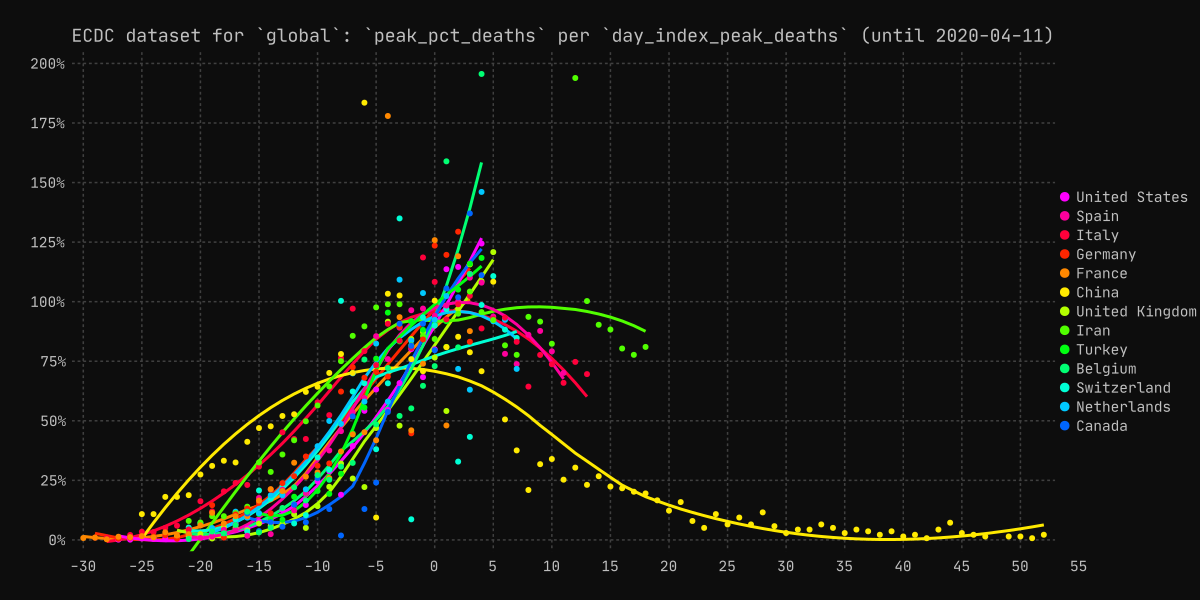 ECDC dataset for `global`: `peak_pct_deaths` per `day_index_peak_deaths` (until 2020-04-11)
200%
175%
150%
125%
100%
75%
50%
25%
0%
-30 -25 -20 -15 -10 -5 0 5 10 15 20 25 30 35 40 45 50 55
United States
Spain
Italy
Germany
France
China
United Kingdom
Iran
Turkey
Belgium
Switzerland
Netherlands
Canada